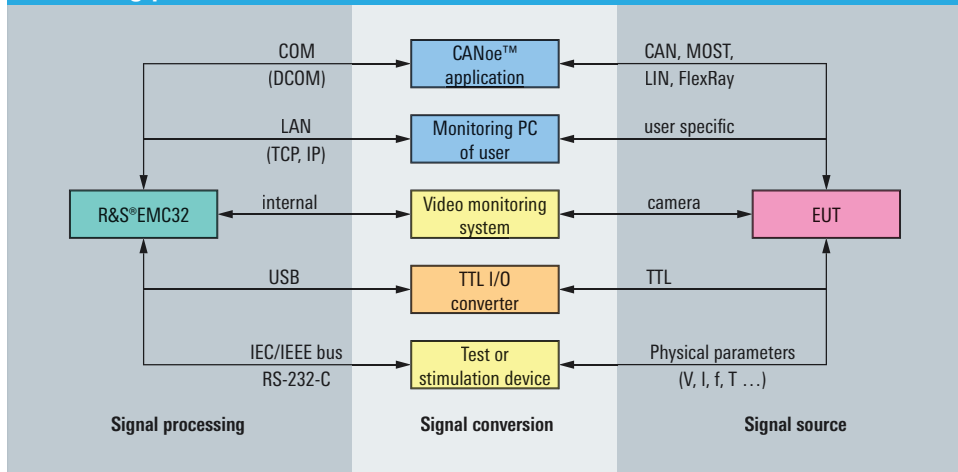 COM
(DCOM)
CANoe™
application
CAN, MOST,
LIN, FlexRay
LAN
(TCP, IP)
Monitoring PC
of user
user specific
R&S®EMC32
internal
Video monitoring
system
camera
EUT
USB
TTL I/O
converter
TTL
IEC/IEEE bus
RS-232-C
Test or
stimulation device
Physical parameters
(V, I, f, T …)
Signal processing
Signal conversion
Signal source